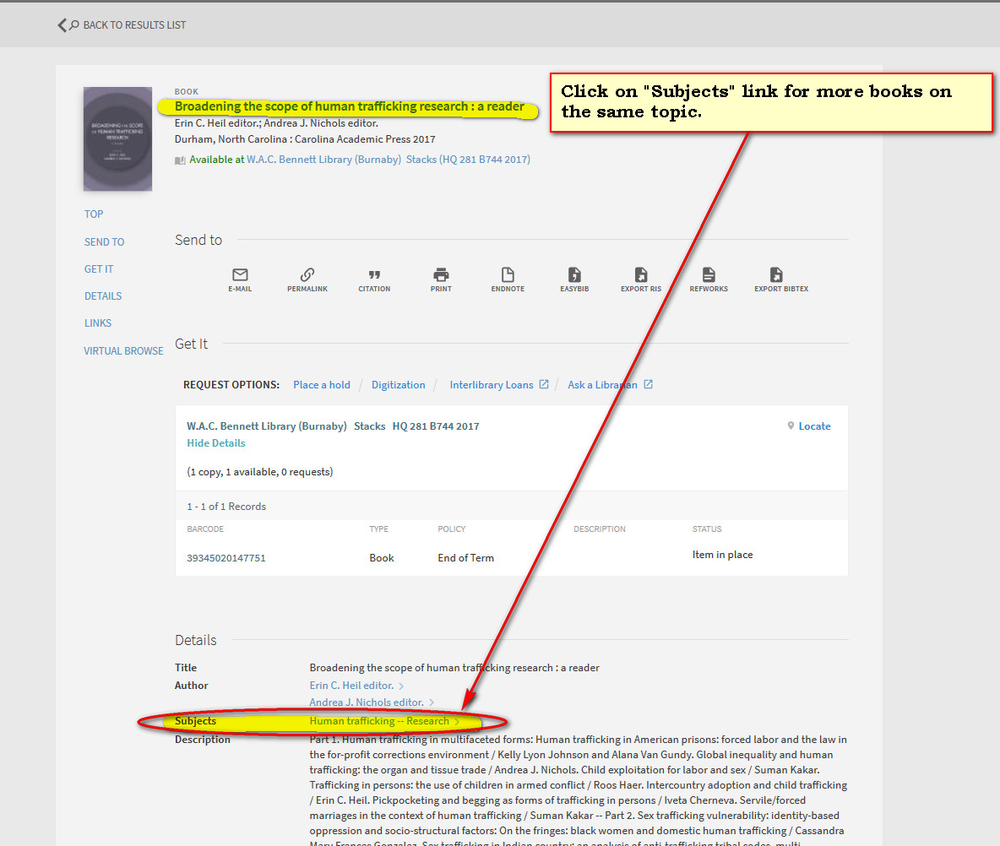 BACK TO RESULTS LIST
BOOK
Broadening the scope of human trafficking research : a reader
Erin C. Heil editor.; Andrea J. Nichols editor.
Durham, North Carolina : Carolina Academic Press 2017
Available at W.A.C. Bennett Library (Burnaby) Stacks (HQ 281 B744 2017)
Click on "Subjects" link for more books on
the same topic.
BROADENING THE SCOPE
OF HUMAN TRAFFICKING
RESEARCH
TOP
SEND TO
GET IT
DETAILS
LINKS
VIRTUAL BROWSE
Send to
E-MAIL
PERMALINK
CITATION
PRINT
ENDNOTE
EASYBIB
EXPORT RIS
REFWORKS
EXPORT BIBTEX
Get It
REQUEST OPTIONS: Place a hold / Digitization / Interlibrary Loans / Ask a Librarian
W.A.C. Bennett Library (Burnaby) Stacks HQ 281 B744 2017
Locate
Hide Details
(1 copy, 1 available, 0 requests)
1 - 1 of 1 Records
BARCODE TYPE POLICY DESCRIPTION STATUS
39345020147751 Book End of Term Item in place
Details
Title Broadening the scope of human trafficking research : a reader
Author Erin C. Heil editor.
Andrea J. Nichols editor.
Subjects Human trafficking -- Research
Description Part 1. Human trafficking in multifaceted forms: Human trafficking in American prisons: forced labor and the law in
the for-profit corrections environment / Kelly Lyon Johnson and Alana Van Gundy. Global inequality and human
trafficking: the organ and tissue trade / Andrea J. Nichols. Child exploitation for labor and sex / Suman Kakar.
Trafficking in persons: the use of children in armed conflict / Roos Haer. Intercountry adoption and child trafficking
/ Erin C. Heil. Pickpocketing and begging as forms of trafficking in persons / Iveta Cherneva. Servile/forced
marriages in the context of human trafficking / Suman Kakar -- Part 2. Sex trafficking vulnerability: identity-based
oppression and socio-structural factors: On the fringes: black women and domestic human trafficking / Cassandra
Mary Frances Gonzalez. Sex trafficking in Indian country: an analysis of anti-trafficking tribal codes, multi-